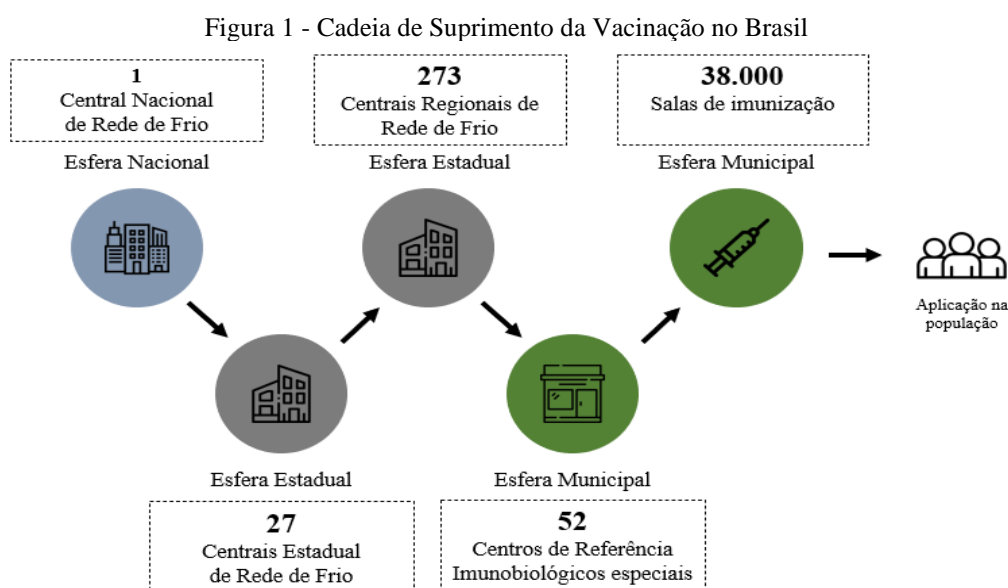 Figura 1 - Cadeia de Suprimento da Vacinação no Brasil
1
Central Nacional
de Rede de Frio
Esfera Nacional
273
Centrais Regionais de
Rede de Frio
Esfera Estadual
38.000
Salas de imunização
Esfera Municipal
Aplicação na
população
Esfera Estadual
27
Centrais Estadual
de Rede de Frio
Esfera Municipal
52
Centros de Referência
Imunobiológicos especiais